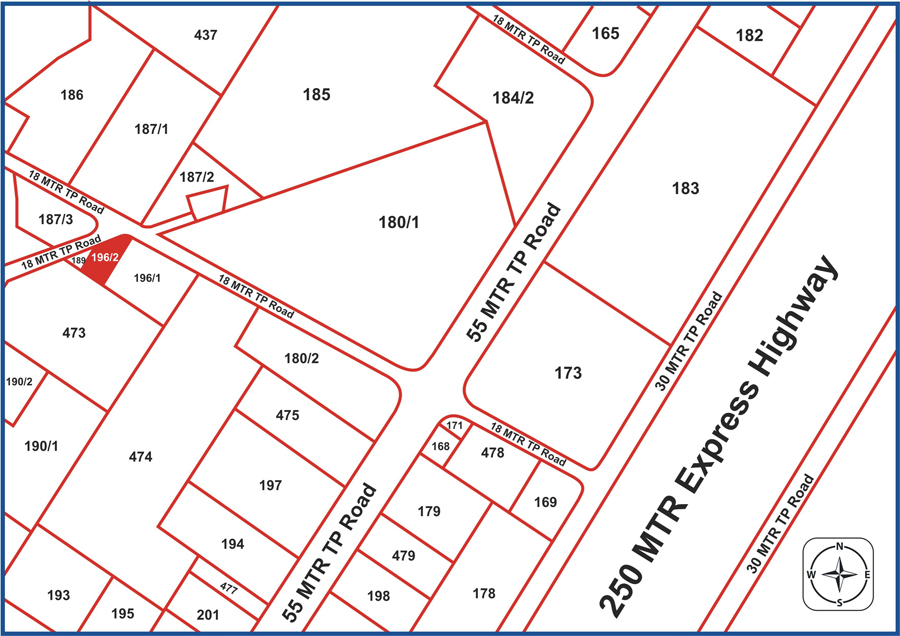 437
18 MTR TP Road
165
182
186
185
184/2
187/1
187/2
183
18 MTR TP Road
187/3
180/1
18 MTR TP Road
189
196/2
196/1
18 MTR TP Road
55 MTR TP Road
30 MTR TP Road
250 MTR Express Highway
473
180/2
173
190/2
475
171
18 MTR TP Road
190/1
474
168
478
197
169
179
55 MTR TP Road
30 MTR TP Road
194
479
477
193
195
201
198
178
N
W
E
S